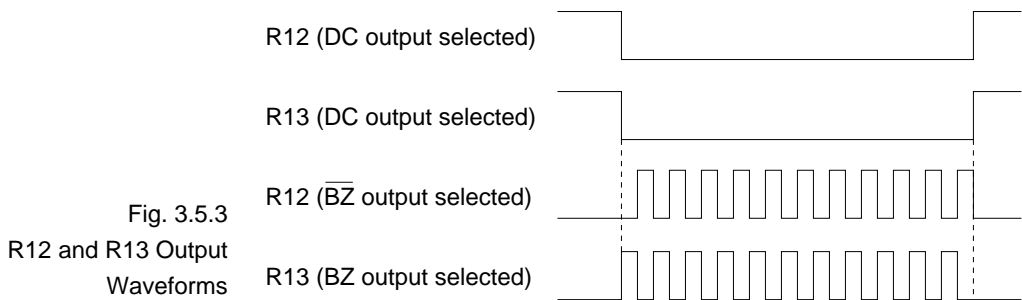 R12 (DC output selected)
R13 (DC output selected)
R12 (B̅Z̅ output selected)
R13 (BZ output selected)
Fig. 3.5.3
R12 and R13 Output
Waveforms